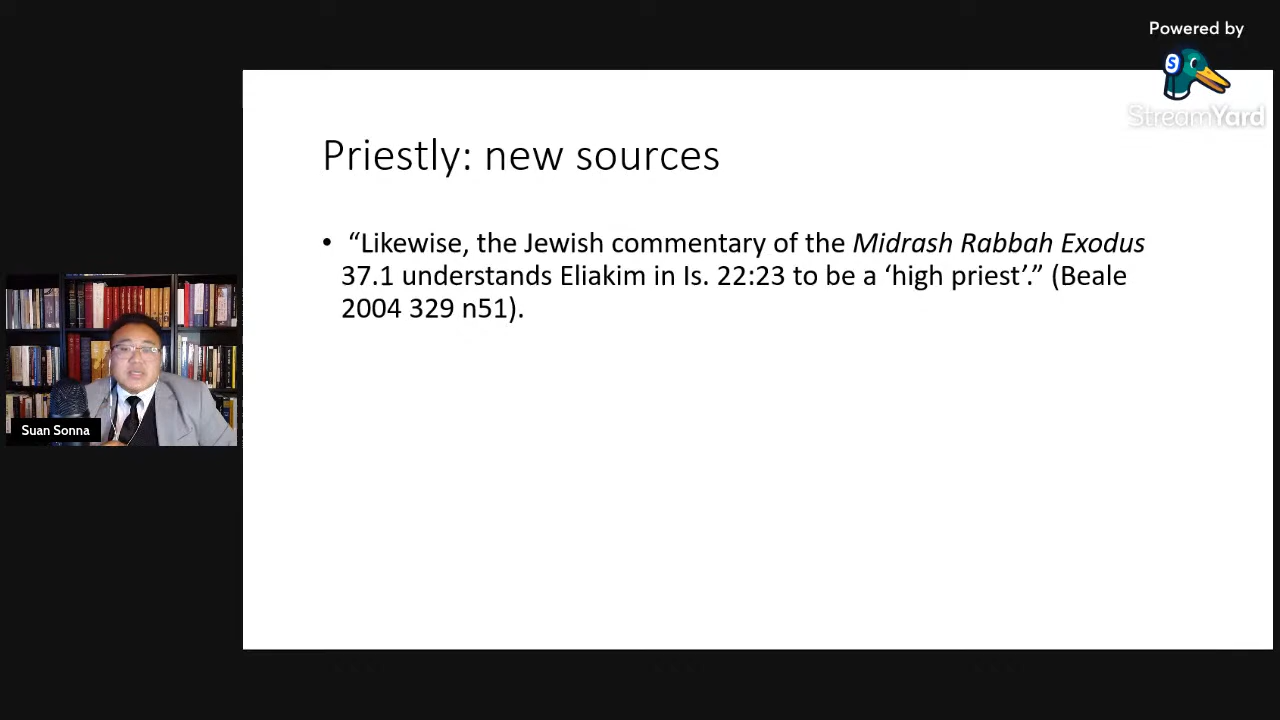 Powered by
S
StreamYard
Priestly: new sources
• “Likewise, the Jewish commentary of the Midrash Rabbah Exodus
37.1 understands Eliakim in Is. 22:23 to be a ‘high priest’.” (Beale
2004 329 n51).
Suan Sonna